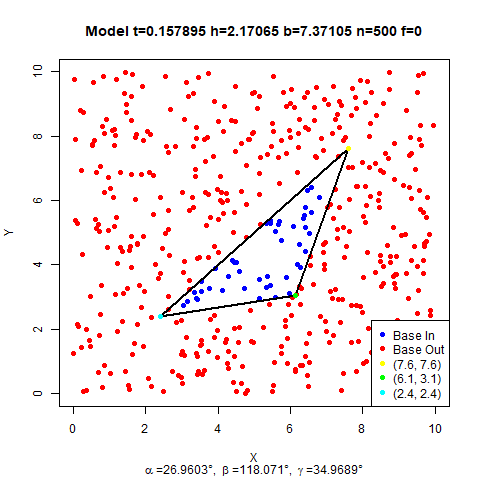 Model t=0.157895 h=2.17065 b=7.37105 n=500 f=0
10
8
6
4
2
0
Y
Base In
Base Out
(7.6, 7.6)
(6.1, 3.1)
(2.4, 2.4)
0 2 4 6 8 10
X
α=26.9603°, β=118.071°, γ=34.9689°